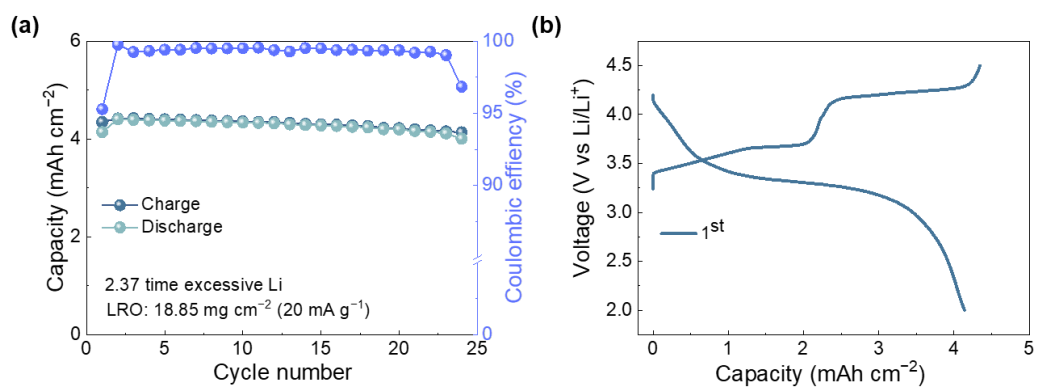 (a)
6
4
2
0
Capacity (mAh cm−2)
100
95
90
0
Coulombic effiency (%)
Charge
Discharge
2.37 time excessive Li
LRO: 18.85 mg cm−2 (20 mA g−1)
0 5 10 15 20 25
Cycle number
(b)
4.5
4.0
3.5
3.0
2.5
2.0
Voltage (V vs Li/Li+)
1st
0 1 2 3 4 5
Capacity (mAh cm−2)